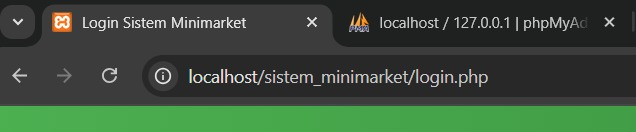 Login Sistem Minimarket
localhost / 127.0.0.1 | phpMyAd
localhost/sistem_minimarket/login.php